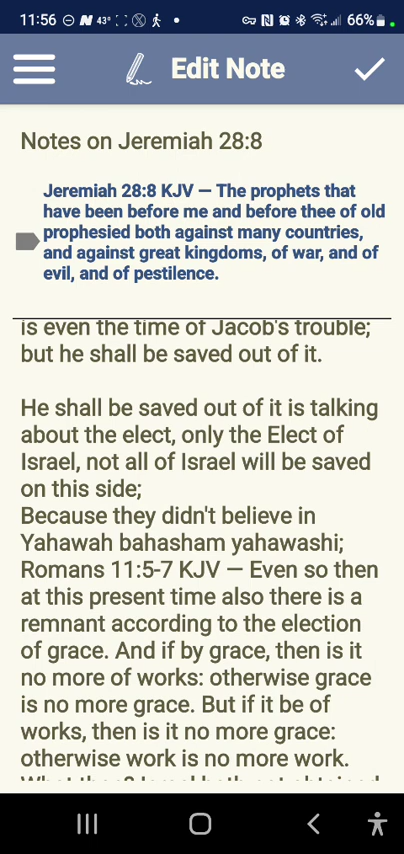 11:56 43° 66%
Edit Note
Notes on Jeremiah 28:8
Jeremiah 28:8 KJV — The prophets that
have been before me and before thee of old
prophesied both against many countries,
and against great kingdoms, of war, and of
evil, and of pestilence.
is even the time of Jacob's trouble;
but he shall be saved out of it.
He shall be saved out of it is talking
about the elect, only the Elect of
Israel, not all of Israel will be saved
on this side;
Because they didn't believe in
Yahawah bahasham yahawashi;
Romans 11:5-7 KJV — Even so then
at this present time also there is a
remnant according to the election
of grace. And if by grace, then is it
no more of works: otherwise grace
is no more grace. But if it be of
works, then is it no more grace:
otherwise work is no more work.